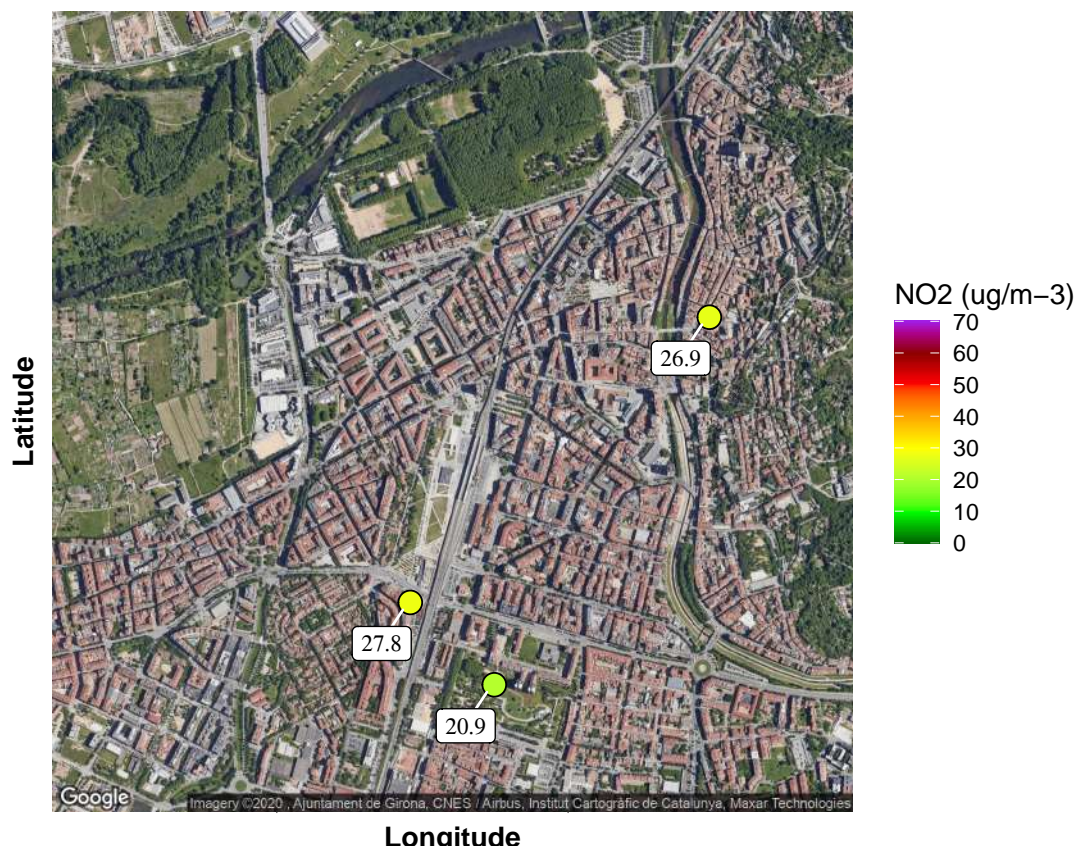 NO2 (ug/m−3)
70
60
50
40
30
20
10
0
Latitude
26.9
27.8
20.9
Google
Imagery ©2020 , Ajuntament de Girona, CNES / Airbus, Institut Cartogràfic de Catalunya, Maxar Technologies
Longitude